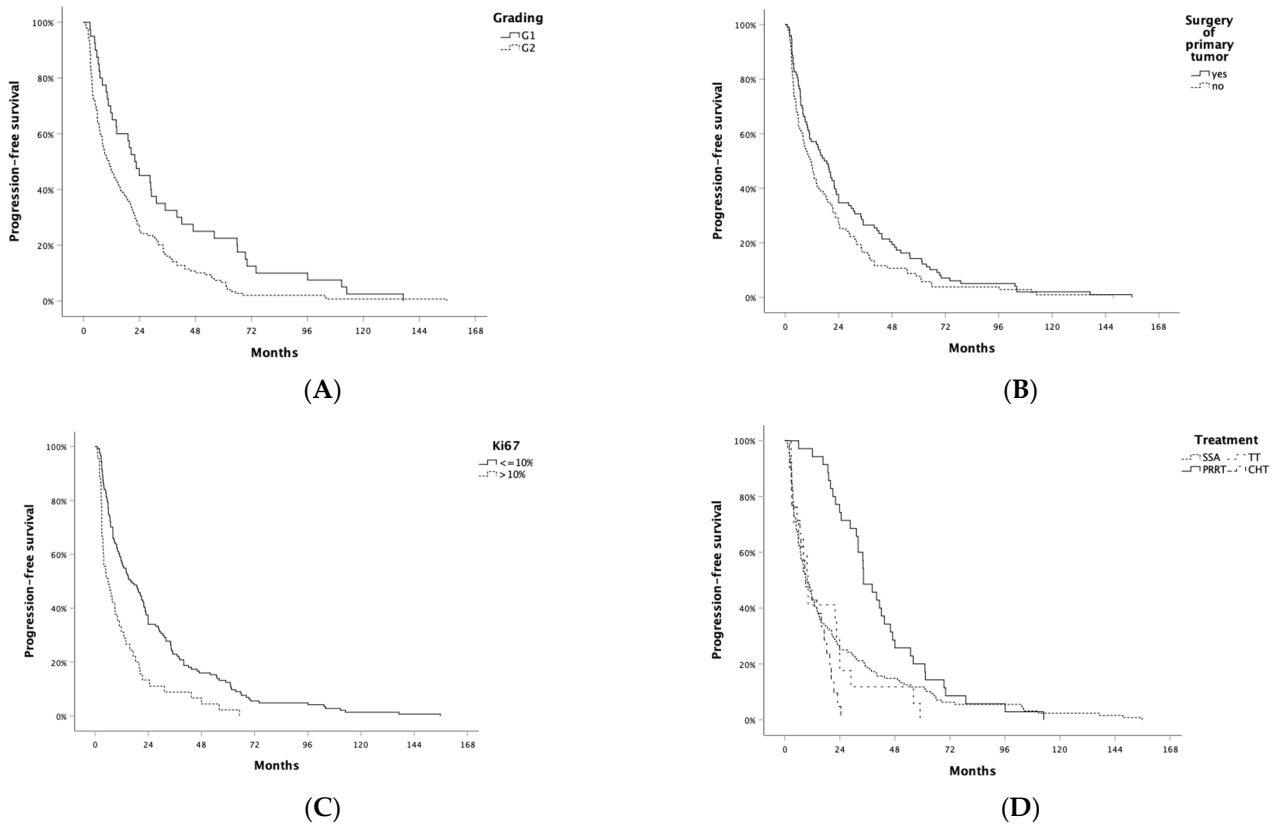 Grading
G1
G2
100%
80%
60%
40%
20%
0%
Progression-free survival
0 24 48 72 96 120 144 168
Months
(A)
Surgery
of
primary
tumor
yes
no
100%
80%
60%
40%
20%
0%
Progression-free survival
0 24 48 72 96 120 144 168
Months
(B)
Ki67
<=10%
>10%
100%
80%
60%
40%
20%
0%
Progression-free survival
0 24 48 72 96 120 144 168
Months
(C)
Treatment
SSA TT
PRRT CHT
100%
80%
60%
40%
20%
0%
Progression-free survival
0 24 48 72 96 120 144 168
Months
(D)